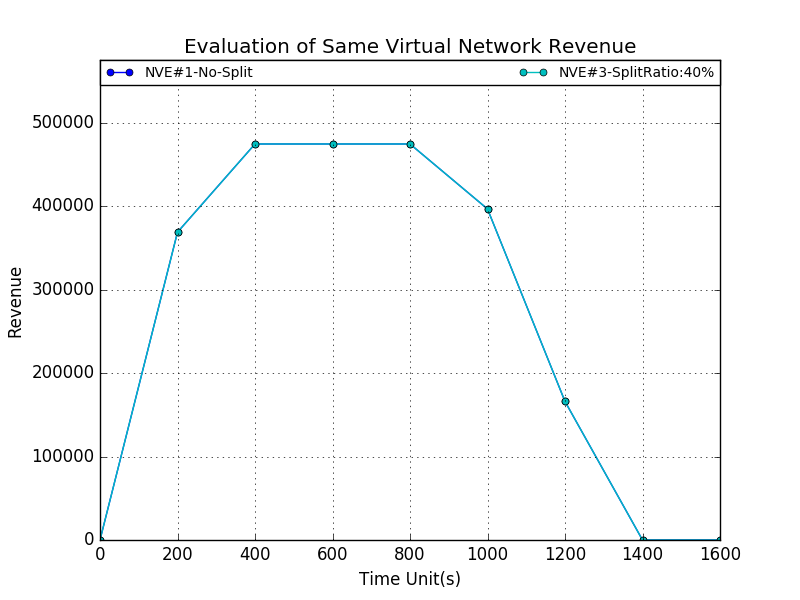 Evaluation of Same Virtual Network Revenue
NVE#1-No-Split
NVE#3-SplitRatio:40%
500000
400000
300000
200000
100000
0
Revenue
0 200 400 600 800 1000 1200 1400 1600
Time Unit(s)